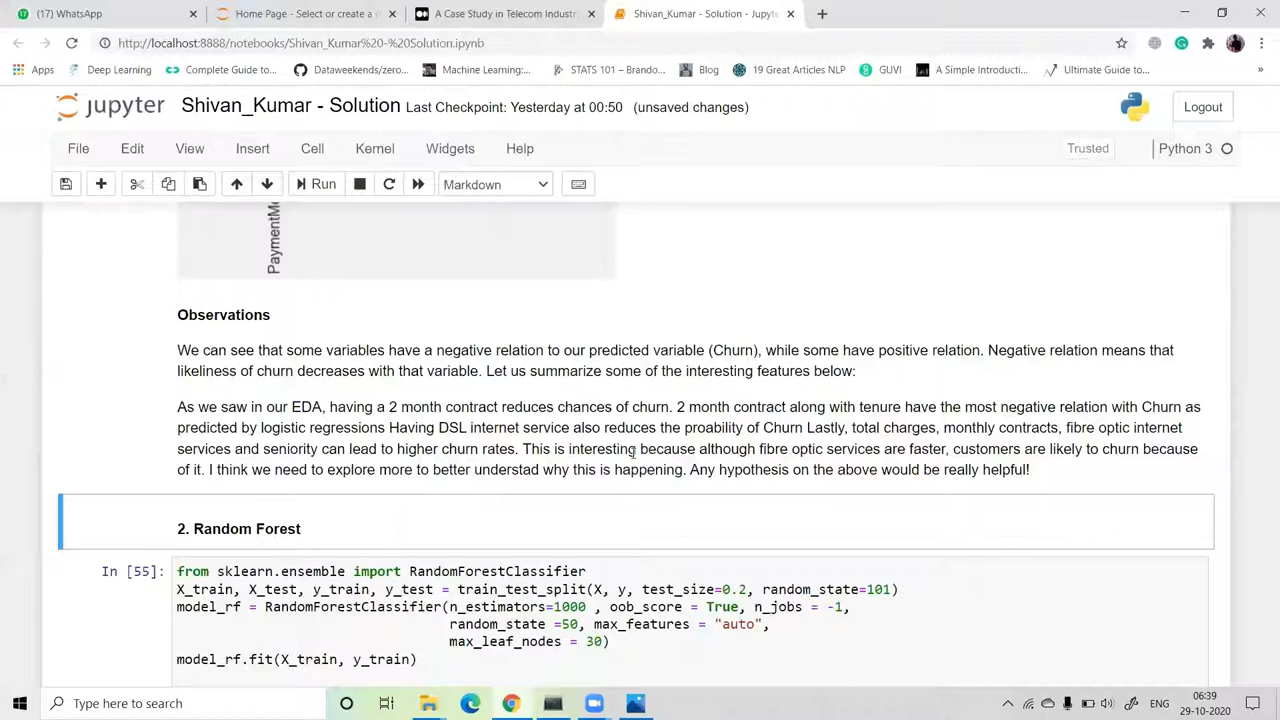 (17) WhatsApp
Home Page - Select or create a n
A Case Study in Telecom Industry
Shivan_Kumar - Solution - Jupyte
http://localhost:8888/notebooks/Shivan_Kumar%20-%20Solution.ipynb
Apps
Deep Learning
Complete Guide to...
Dataweekends/zero...
Machine Learning:...
STATS 101 – Brando...
Blog
19 Great Articles NLP
GUVI
A Simple Introducti...
Ultimate Guide to...
»
jupyter
Shivan_Kumar - Solution Last Checkpoint: Yesterday at 00:50 (unsaved changes)
Logout
File Edit View Insert Cell Kernel Widgets Help
Trusted
Python 3
Run
Markdown
PaymentMe
Observations
We can see that some variables have a negative relation to our predicted variable (Churn), while some have positive relation. Negative relation means that
likeliness of churn decreases with that variable. Let us summarize some of the interesting features below:
As we saw in our EDA, having a 2 month contract reduces chances of churn. 2 month contract along with tenure have the most negative relation with Churn as
predicted by logistic regressions Having DSL internet service also reduces the proability of Churn Lastly, total charges, monthly contracts, fibre optic internet
services and seniority can lead to higher churn rates. This is interesting because although fibre optic services are faster, customers are likely to churn because
of it. I think we need to explore more to better understad why this is happening. Any hypothesis on the above would be really helpful!
2. Random Forest
In [55]:
from sklearn.ensemble import RandomForestClassifier
X_train, X_test, y_train, y_test = train_test_split(X, y, test_size=0.2, random_state=101)
model_rf = RandomForestClassifier(n_estimators=1000 , oob_score = True, n_jobs = -1,
random_state =50, max_features = "auto",
max_leaf_nodes = 30)
model_rf.fit(X_train, y_train)
Type here to search
ENG
06:39
29-10-2020